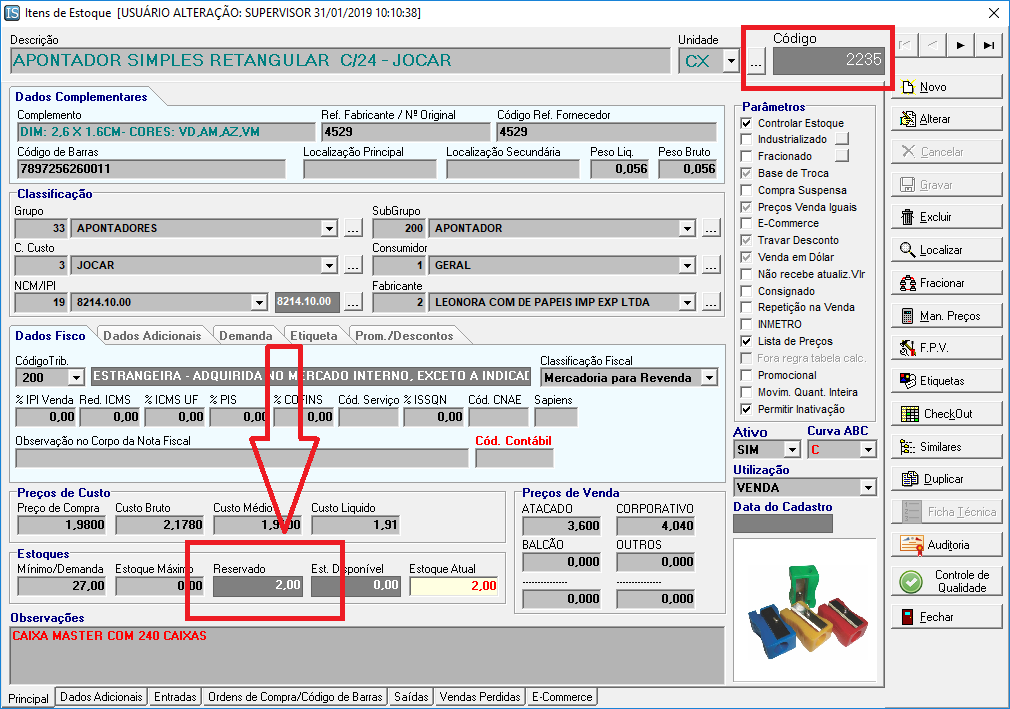 Itens de Estoque  [USUÁRIO ALTERAÇÃO: SUPERVISOR 31/01/2019 10:10:38]
Descrição
Unidade
Código
APONTADOR SIMPLES RETANGULAR  C/24 - JOCAR
CX
...
2235
Dados Complementares
Complemento
Ref. Fabricante / Nº Original
Código Ref. Fornecedor
DIM: 2,6 X 1.6CM- CORES: VD,AM,AZ,VM
4529
4529
Código de Barras
Localização Principal
Localização Secundária
Peso Liq.
Peso Bruto
7897256260011
0,056
0,056
Classificação
Grupo
SubGrupo
33
APONTADORES
...
200
APONTADOR
...
C. Custo
Consumidor
3
JOCAR
...
1
GERAL
...
NCM/IPI
Fabricante
19
8214.10.00
8214.10.00
...
2
LEONORA COM DE PAPEIS IMP EXP LTDA
...
Dados Fisco
Dados Adicionais
Demanda
Etiqueta
Prom./Descontos
CódigoTrib.
Classificação Fiscal
200
ESTRANGEIRA - ADQUIRIDA NO MERCADO INTERNO, EXCETO A INDICAD
Mercadoria para Revenda
% IPI Venda
Red. ICMS
% ICMS UF
% PIS
% COFINS
Cód. Serviço
% ISSQN
Cód. CNAE
Sapiens
0,00
0,00
0,00
0,00
0,00
0,00
Observação no Corpo da Nota Fiscal
Cód. Contábil
Preços de Custo
Preço de Compra
Custo Bruto
Custo Médio
Custo Liquido
1,9800
2,1780
1,91
Estoques
Mínimo/Demanda
Estoque Máximo
Reservado
Est. Disponível
Estoque Atual
27,00
0,00
2,00
0,00
2,00
Preços de Venda
ATACADO
CORPORATIVO
3,600
4,040
BALCÃO
OUTROS
0,000
0,000
---------------
---------------
0,000
0,000
Observações
CAIXA MASTER COM 240 CAIXAS
Parâmetros
Controlar Estoque
Industrializado
Fracionado
Base de Troca
Compra Suspensa
Preços Venda Iguais
E-Commerce
Travar Desconto
Venda em Dólar
Não recebe atualiz.Vlr
Consignado
Repetição na Venda
INMETRO
Lista de Preços
Fora regra tabela calc.
Promocional
Movim. Quant. Inteira
Permitir Inativação
Ativo
Curva ABC
SIM
C
Utilização
VENDA
Data do Cadastro
Novo
Alterar
Cancelar
Gravar
Excluir
Localizar
Fracionar
Man. Preços
F.P.V.
Etiquetas
CheckOut
Similares
Duplicar
Ficha Técnica
Auditoria
Controle de
Qualidade
Fechar
Principal
Dados Adicionais
Entradas
Ordens de Compra/Código de Barras
Saídas
Vendas Perdidas
E-Commerce